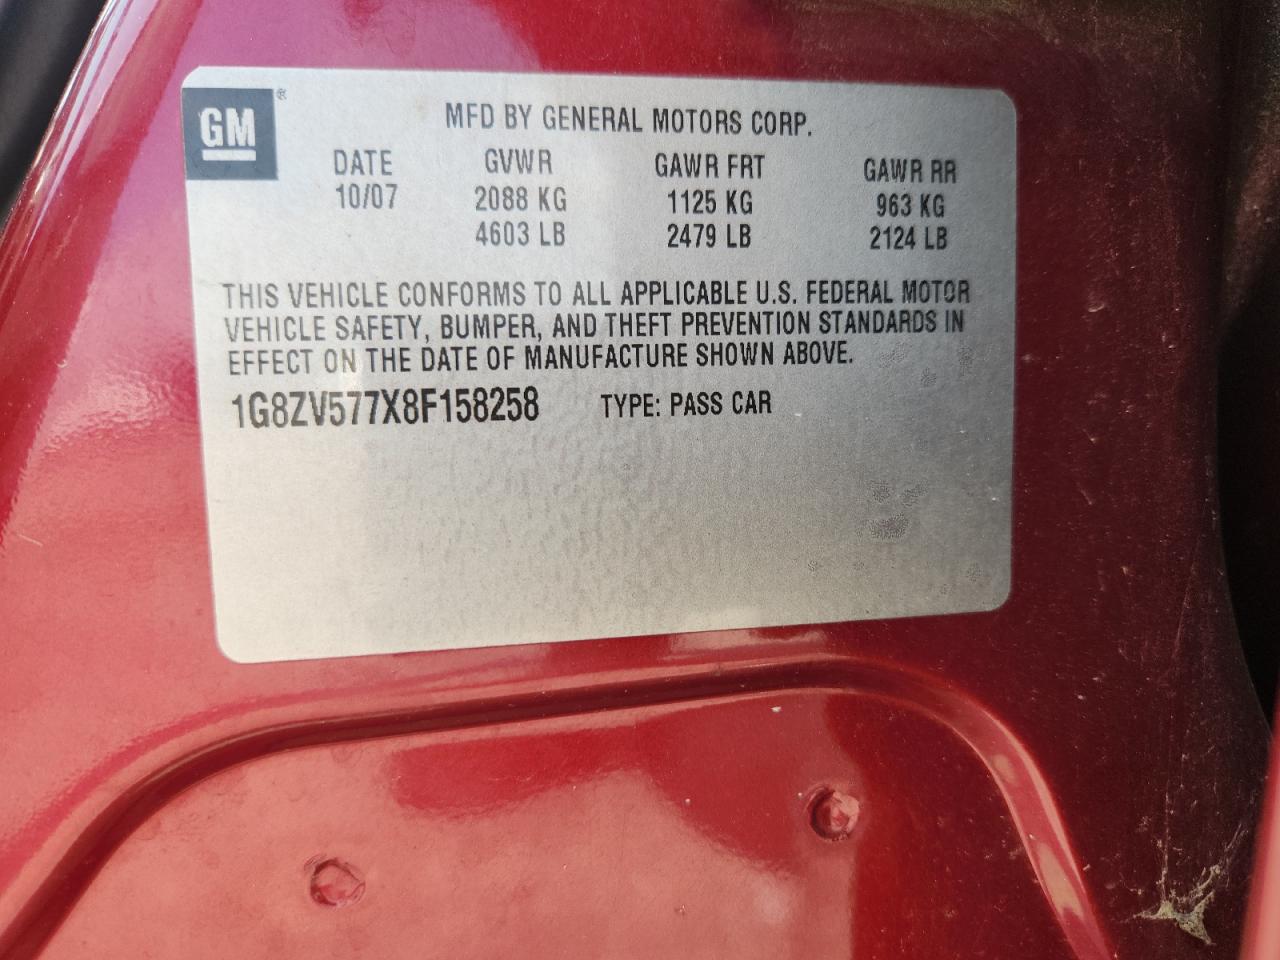 GM®
MFD BY GENERAL MOTORS CORP.
DATE GVWR GAWR FRT GAWR RR
10/07 2088 KG 1125 KG 963 KG
4603 LB 2479 LB 2124 LB
THIS VEHICLE CONFORMS TO ALL APPLICABLE U.S. FEDERAL MOTOR
VEHICLE SAFETY, BUMPER, AND THEFT PREVENTION STANDARDS IN
EFFECT ON THE DATE OF MANUFACTURE SHOWN ABOVE.
1G8ZV577X8F158258 TYPE: PASS CAR